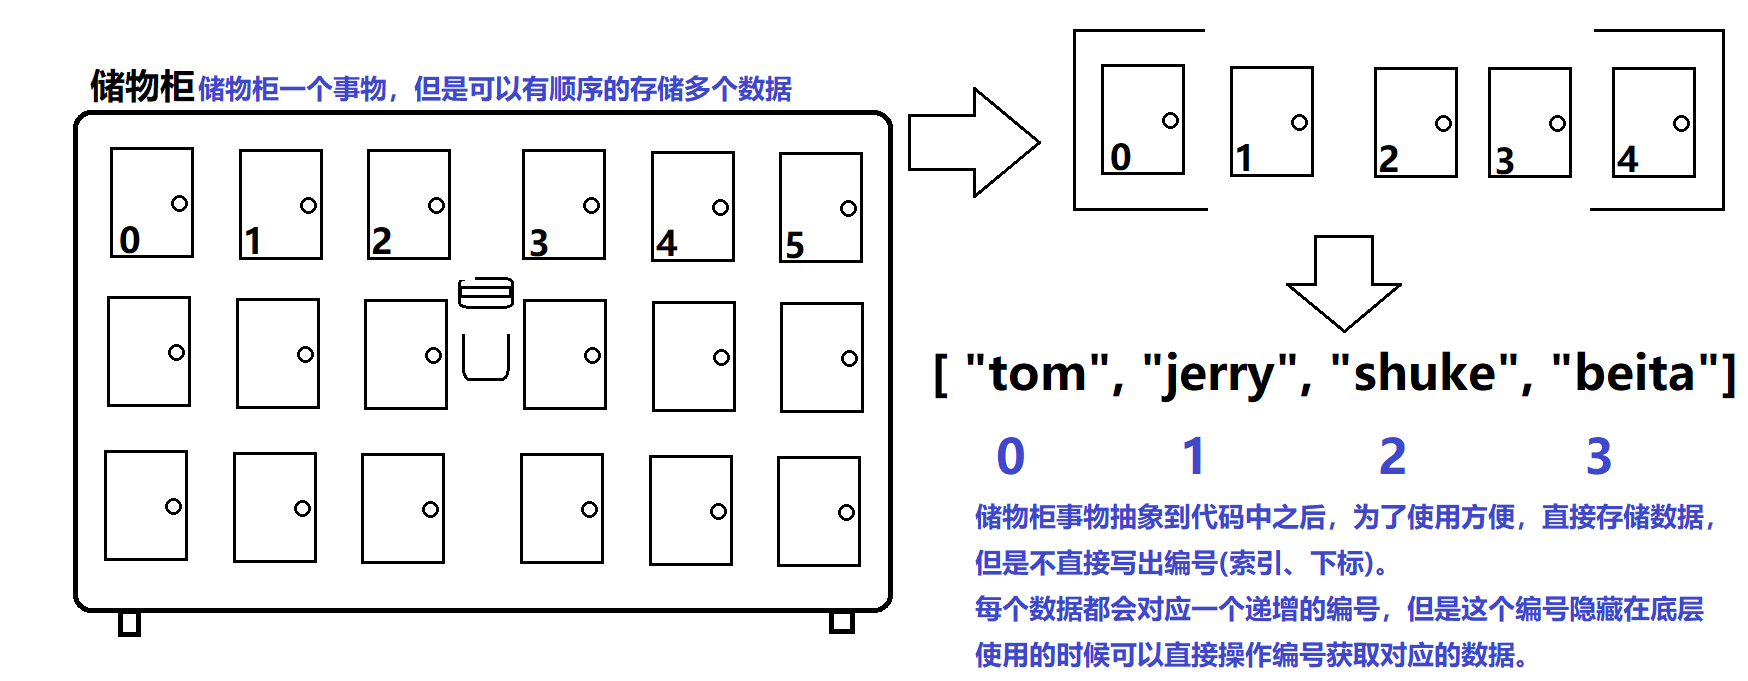 储物柜 储物柜一个事物，但是可以有顺序的存储多个数据
0 1 2 3 4 5
0 1 2 3 4
[ "tom", "jerry", "shuke", "beita"]
0 1 2 3
储物柜事物抽象到代码中之后，为了使用方便，直接存储数据，
但是不直接写出编号(索引、下标)。
每个数据都会对应一个递增的编号，但是这个编号隐藏在底层
使用的时候可以直接操作编号获取对应的数据。